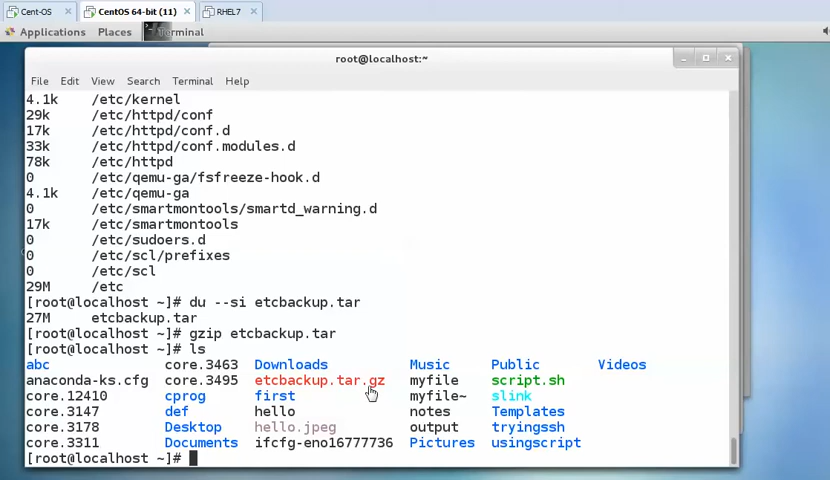 Cent-OS × CentOS 64-bit (11) × RHEL7 ×
Applications Places Terminal
root@localhost:~
File Edit View Search Terminal Help
4.1k /etc/kernel
29k /etc/httpd/conf
17k /etc/httpd/conf.d
33k /etc/httpd/conf.modules.d
78k /etc/httpd
0 /etc/qemu-ga/fsfreeze-hook.d
4.1k /etc/qemu-ga
0 /etc/smartmontools/smartd_warning.d
17k /etc/smartmontools
0 /etc/sudoers.d
0 /etc/scl/prefixes
0 /etc/scl
29M /etc
[root@localhost ~]# du --si etcbackup.tar
27M etcbackup.tar
[root@localhost ~]# gzip etcbackup.tar
[root@localhost ~]# ls
abc core.3463 Downloads Music Public Videos
anaconda-ks.cfg core.3495 etcbackup.tar.gz myfile script.sh
core.12410 cprog first myfile~ slink
core.3147 def hello notes Templates
core.3178 Desktop hello.jpeg output tryingssh
core.3311 Documents ifcfg-eno16777736 Pictures usingscript
[root@localhost ~]#